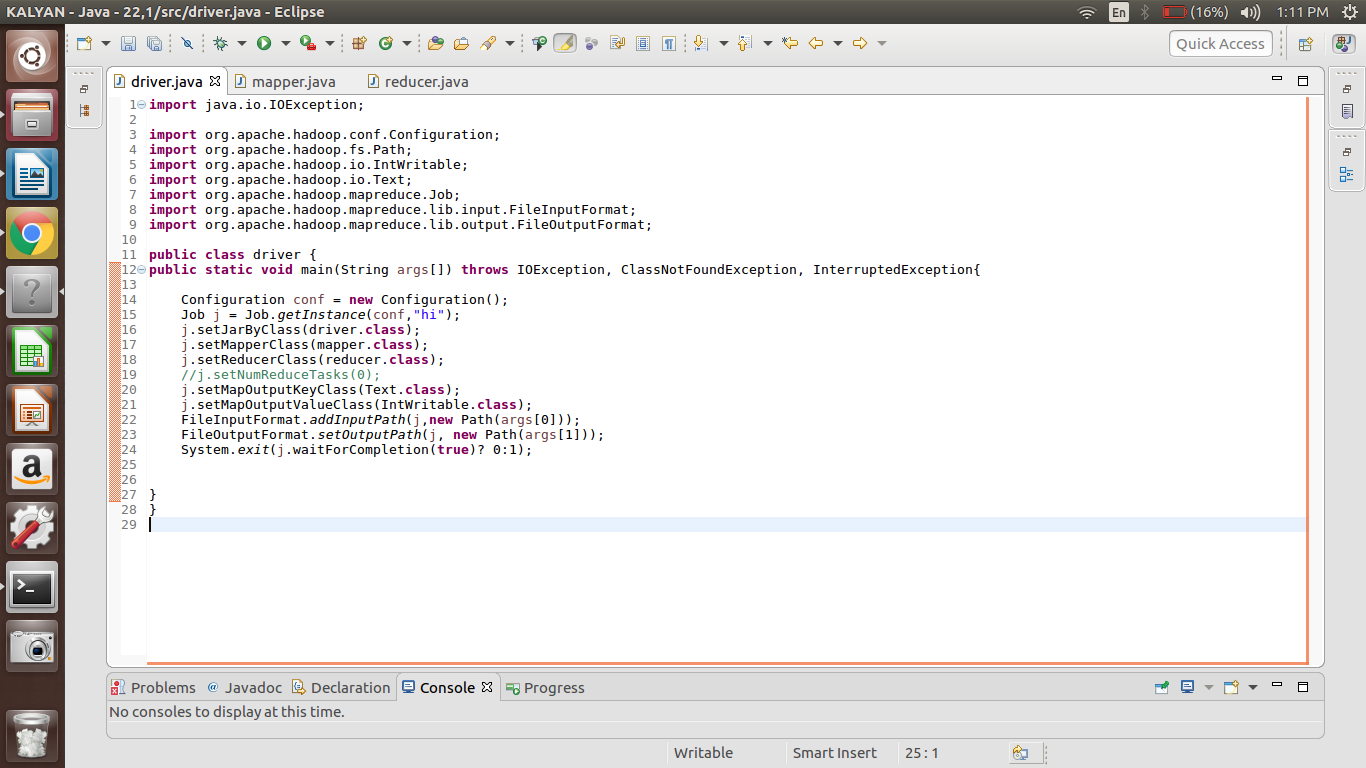 KALYAN - Java - 22,1/src/driver.java - Eclipse
En
(16%)
1:11 PM
Quick Access
driver.java
mapper.java
reducer.java
1 import java.io.IOException;
2
3 import org.apache.hadoop.conf.Configuration;
4 import org.apache.hadoop.fs.Path;
5 import org.apache.hadoop.io.IntWritable;
6 import org.apache.hadoop.io.Text;
7 import org.apache.hadoop.mapreduce.Job;
8 import org.apache.hadoop.mapreduce.lib.input.FileInputFormat;
9 import org.apache.hadoop.mapreduce.lib.output.FileOutputFormat;
10
11 public class driver {
12 public static void main(String args[]) throws IOException, ClassNotFoundException, InterruptedException{
13
14     Configuration conf = new Configuration();
15     Job j = Job.getInstance(conf,"hi");
16     j.setJarByClass(driver.class);
17     j.setMapperClass(mapper.class);
18     j.setReducerClass(reducer.class);
19     //j.setNumReduceTasks(0);
20     j.setMapOutputKeyClass(Text.class);
21     j.setMapOutputValueClass(IntWritable.class);
22     FileInputFormat.addInputPath(j,new Path(args[0]));
23     FileOutputFormat.setOutputPath(j, new Path(args[1]));
24     System.exit(j.waitForCompletion(true)? 0:1);
25
26
27 }
28 }
29
Problems @ Javadoc Declaration Console Progress
No consoles to display at this time.
Writable
Smart Insert
25 : 1